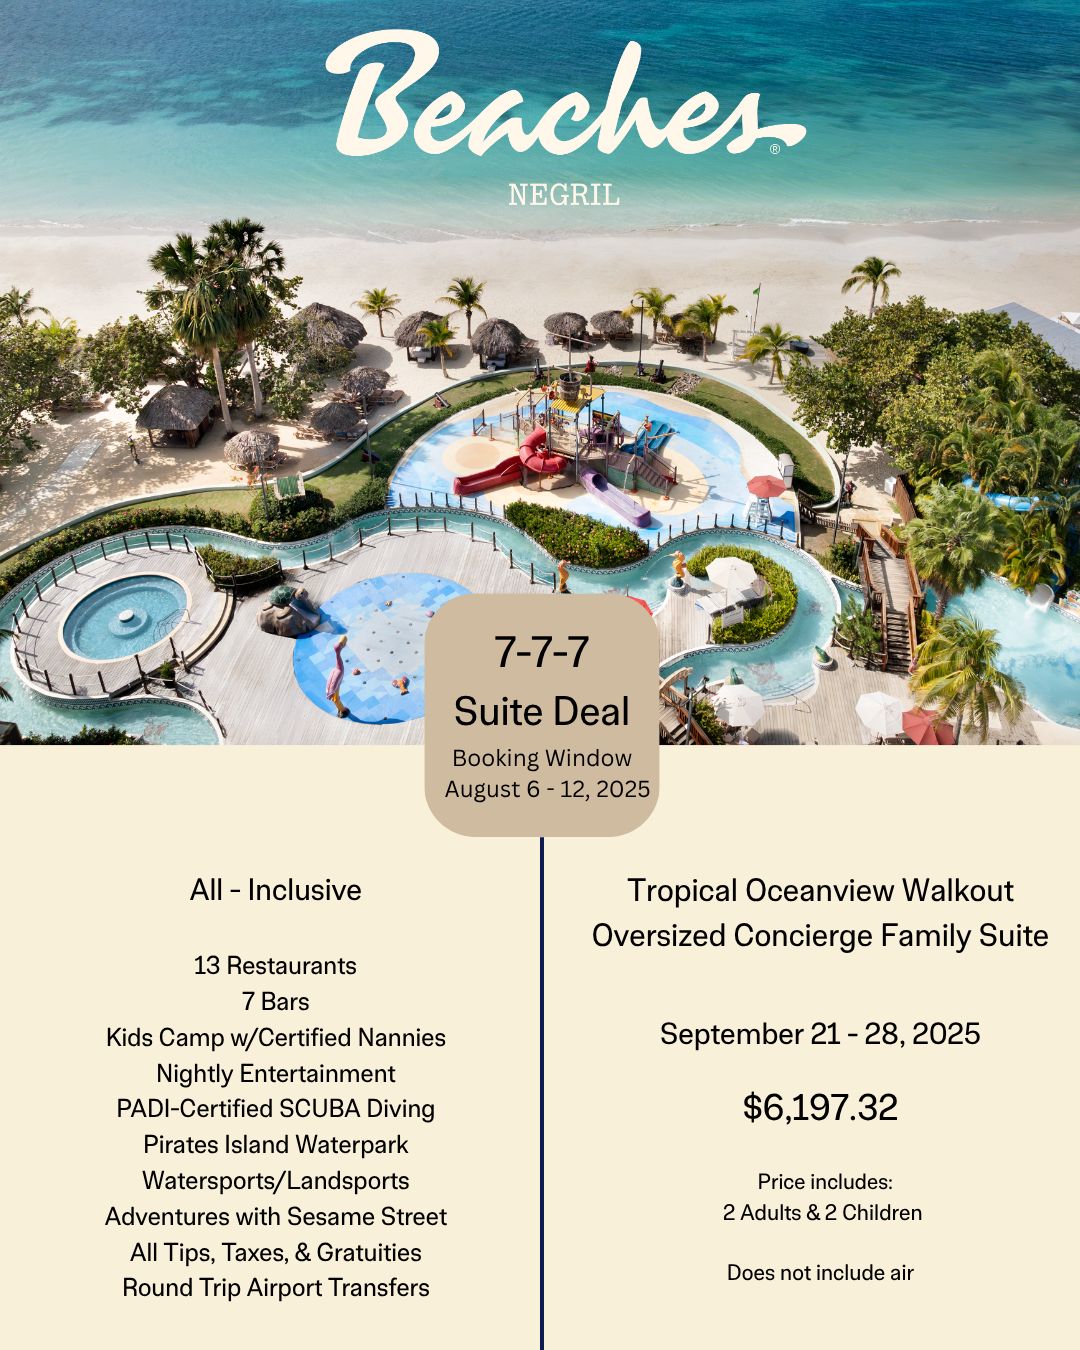 Beaches®
NEGRIL
7-7-7
Suite Deal
Booking Window
August 6 - 12, 2025
All - Inclusive
13 Restaurants
7 Bars
Kids Camp w/Certified Nannies
Nightly Entertainment
PADI-Certified SCUBA Diving
Pirates Island Waterpark
Watersports/Landsports
Adventures with Sesame Street
All Tips, Taxes, & Gratuities
Round Trip Airport Transfers
Tropical Oceanview Walkout
Oversized Concierge Family Suite
September 21 - 28, 2025
$6,197.32
Price includes:
2 Adults & 2 Children
Does not include air